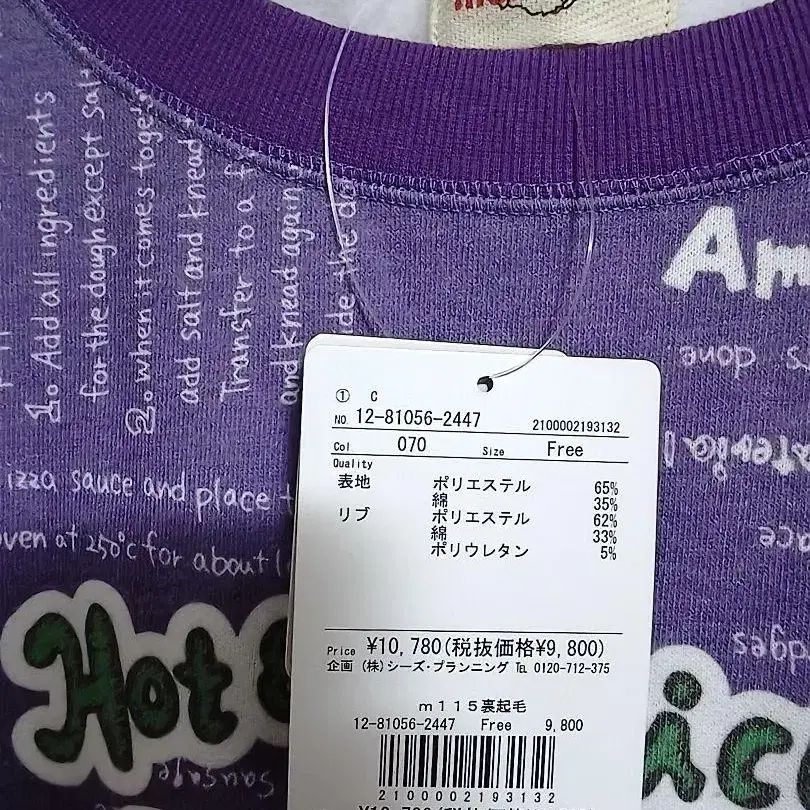 1. Add all ingredients
for the dough except salt
2. when it comes toget
add salt and knead
Transfer to a f
and knead again
the d
izza sauce and place t
ven at 250°C for about 1
Hot
sausage
Am
done
ica
① C
NO. 12-81056-2447 2100002193132
Col 070 Size Free
Quality
表地 ポリエステル 65%
綿 35%
リブ ポリエステル 62%
綿 33%
ポリウレタン 5%
Price ¥10,780(税抜価格¥9,800)
企画 (株)シーズ・プランニング TEL 0120-712-375
m115裏起毛
12-81056-2447 Free 9,800
2100002193132